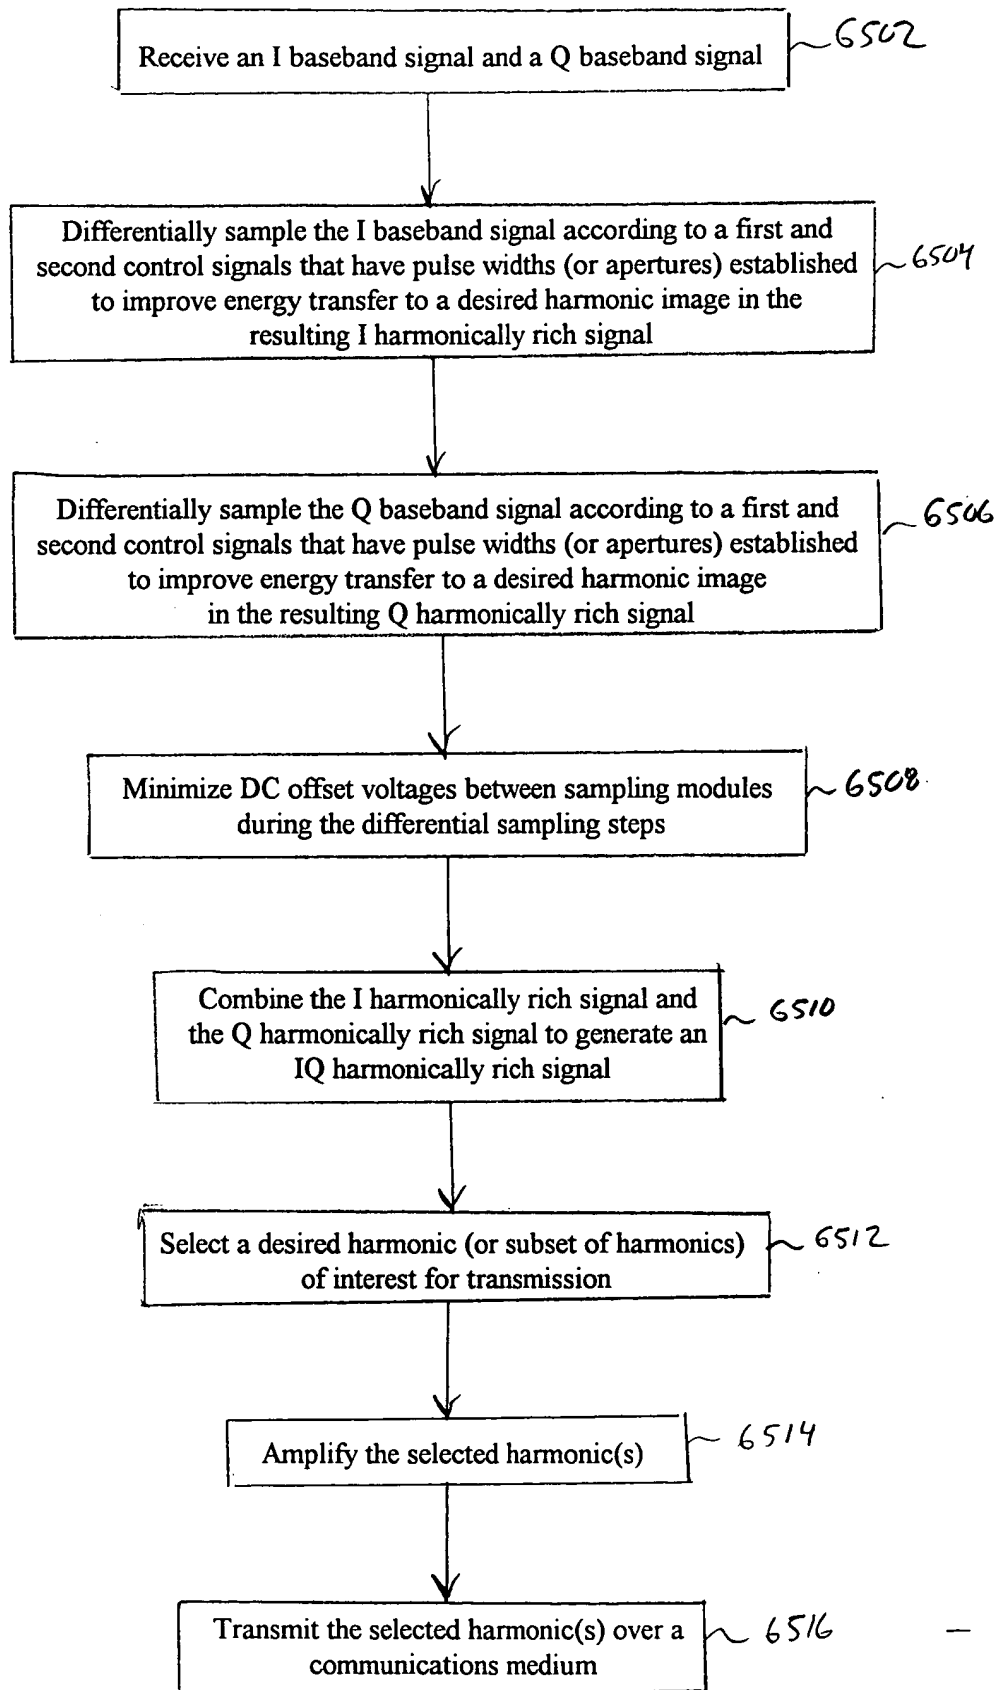 Receive an I baseband signal and a Q baseband signal
6502
Differentially sample the I baseband signal according to a first and
second control signals that have pulse widths (or apertures) established
to improve energy transfer to a desired harmonic image in the
resulting I harmonically rich signal
6504
Differentially sample the Q baseband signal according to a first and
second control signals that have pulse widths (or apertures) established
to improve energy transfer to a desired harmonic image
in the resulting Q harmonically rich signal
6506
Minimize DC offset voltages between sampling modules
during the differential sampling steps
6508
Combine the I harmonically rich signal and
the Q harmonically rich signal to generate an
IQ harmonically rich signal
6510
Select a desired harmonic (or subset of harmonics)
of interest for transmission
6512
Amplify the selected harmonic(s)
6514
Transmit the selected harmonic(s) over a
communications medium
6516